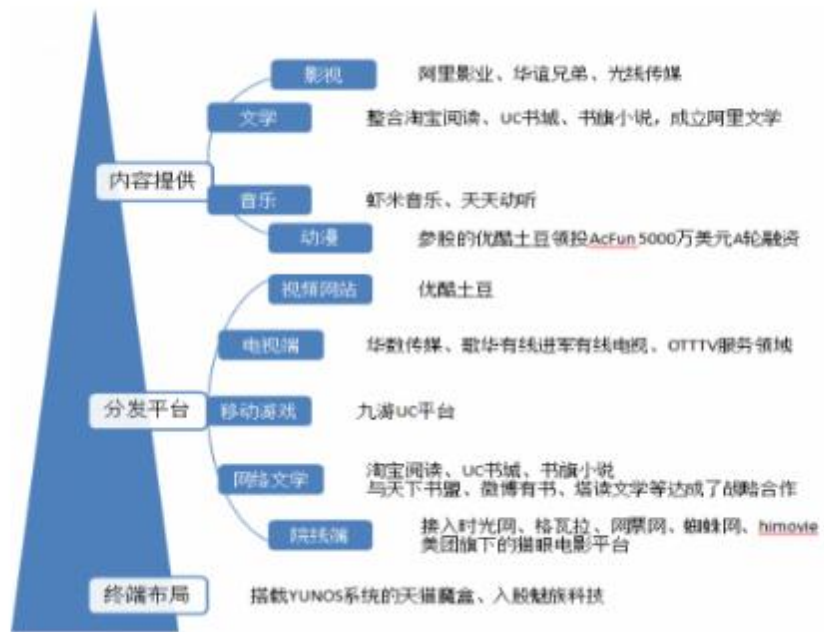 影视
阿里影业、华谊兄弟、光线传媒
文学
整合淘宝阅读、UC书城、书旗小说，成立阿里文学
内容提供
音乐
虾米音乐、天天动听
动漫
参股的优酷土豆领投AcFun 5000万美元A轮融资
视频网站
优酷土豆
电视端
华数传媒、歌华有线进军有线电视、OTTTV服务领域
分发平台
移动游戏
九游UC平台
网络文学
淘宝阅读、UC书城、书旗小说
与天下书盟、微博有书、塔读文学等达成了战略合作
院线端
接入时光网、格瓦拉、网票网、蜘蛛网、himovie
美团旗下的猫眼电影平台
终端布局
搭载YUNOS系统的天猫魔盒、入股魅族科技